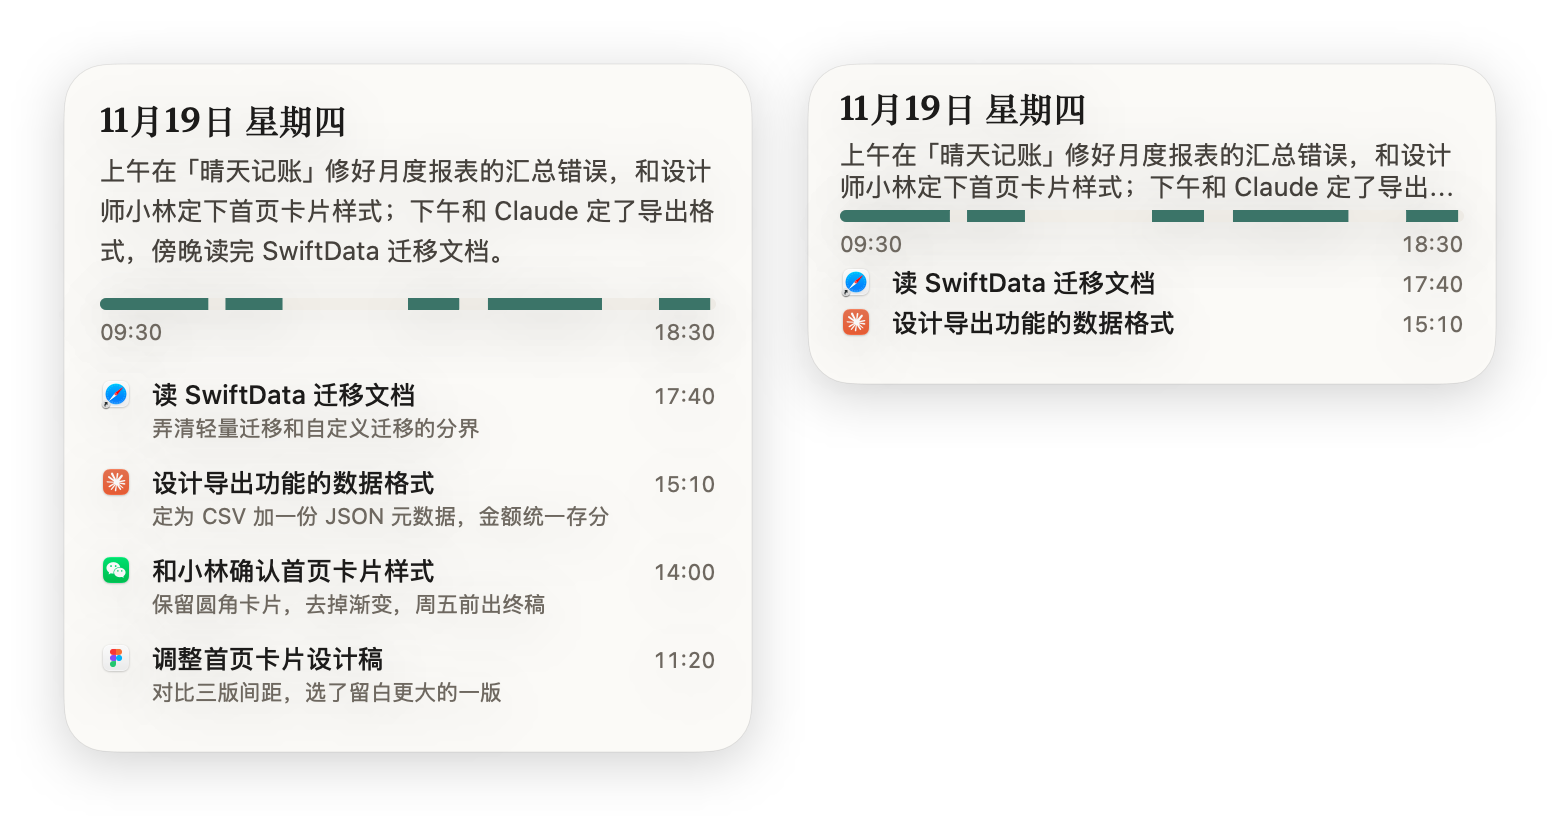 11月19日 星期四
上午在「晴天记账」修好月度报表的汇总错误，和设计
师小林定下首页卡片样式；下午和 Claude 定了导出格
式，傍晚读完 SwiftData 迁移文档。
09:30 18:30
读 SwiftData 迁移文档 17:40
弄清轻量迁移和自定义迁移的分界
设计导出功能的数据格式 15:10
定为 CSV 加一份 JSON 元数据，金额统一存分
和小林确认首页卡片样式 14:00
保留圆角卡片，去掉渐变，周五前出终稿
调整首页卡片设计稿 11:20
对比三版间距，选了留白更大的一版
11月19日 星期四
上午在「晴天记账」修好月度报表的汇总错误，和设计
师小林定下首页卡片样式；下午和 Claude 定了导出…
09:30 18:30
读 SwiftData 迁移文档 17:40
设计导出功能的数据格式 15:10